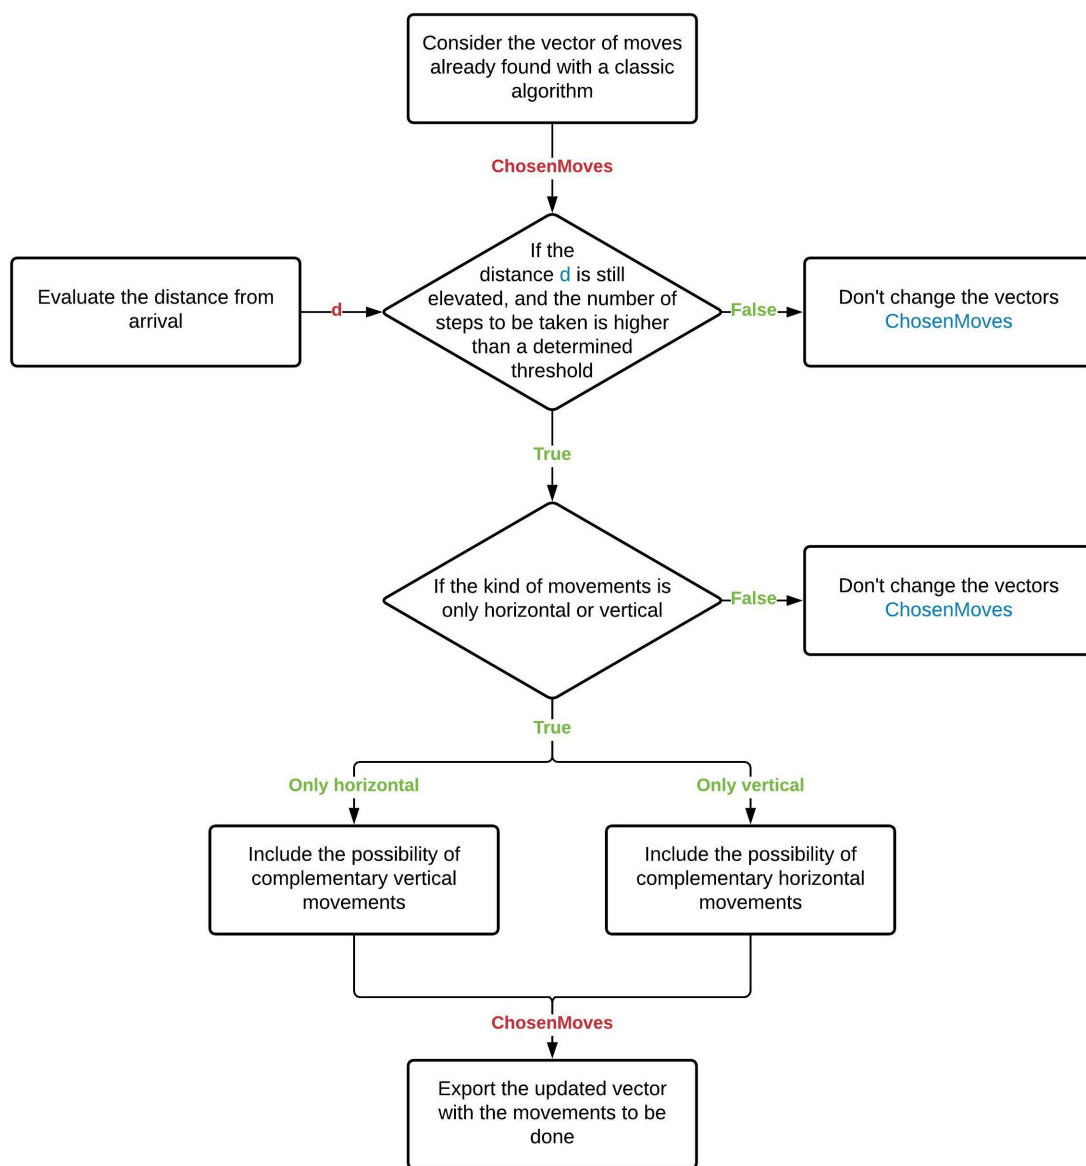 Consider the vector of moves
already found with a classic
algorithm
ChosenMoves
If the
distance d is still
elevated, and the number of
steps to be taken is higher
than a determined
threshold
Evaluate the distance from
arrival
d
False
Don't change the vectors
ChosenMoves
True
If the kind of movements is
only horizontal or vertical
False
Don't change the vectors
ChosenMoves
True
Only horizontal
Only vertical
Include the possibility of
complementary vertical
movements
Include the possibility of
complementary horizontal
movements
ChosenMoves
Export the updated vector
with the movements to be
done